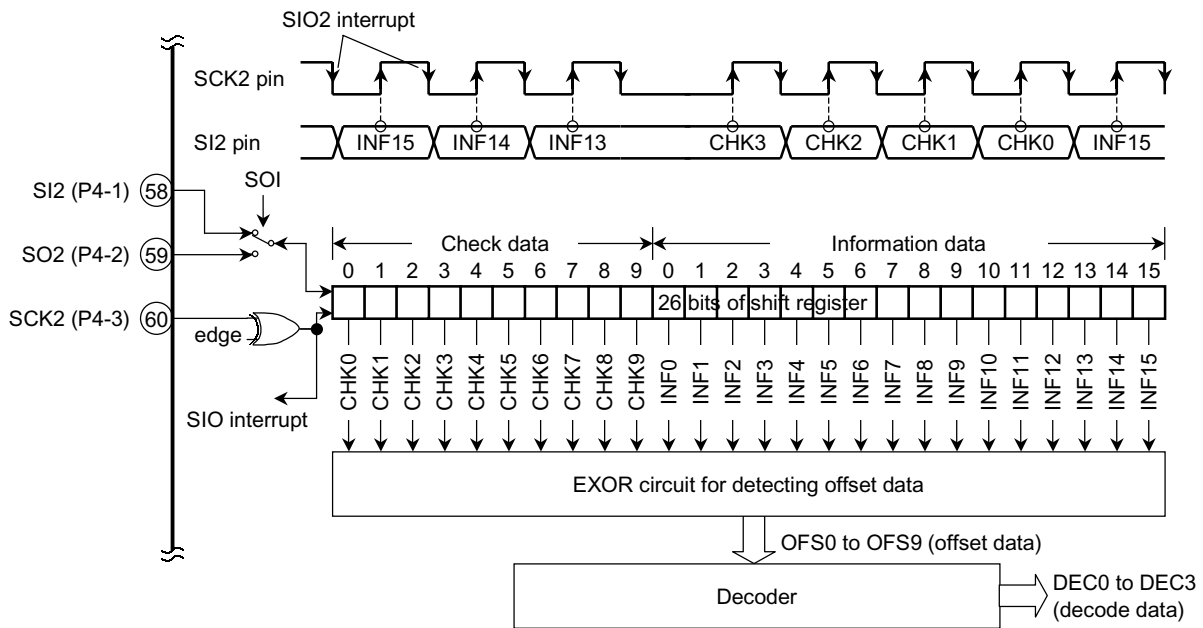 SIO2 interrupt
SCK2 pin
SI2 pin
INF15 INF14 INF13 CHK3 CHK2 CHK1 CHK0 INF15
SOI
SI2 (P4-1) 58
SO2 (P4-2) 59
SCK2 (P4-3) 60
edge
SIO interrupt
Check data Information data
0 1 2 3 4 5 6 7 8 9 0 1 2 3 4 5 6 7 8 9 10 11 12 13 14 15
26 bits of shift register
CHK0 CHK1 CHK2 CHK3 CHK4 CHK5 CHK6 CHK7 CHK8 CHK9 INF0 INF1 INF2 INF3 INF4 INF5 INF6 INF7 INF8 INF9 INF10 INF11 INF12 INF13 INF14 INF15
EXOR circuit for detecting offset data
OFS0 to OFS9 (offset data)
Decoder
DEC0 to DEC3
(decode data)